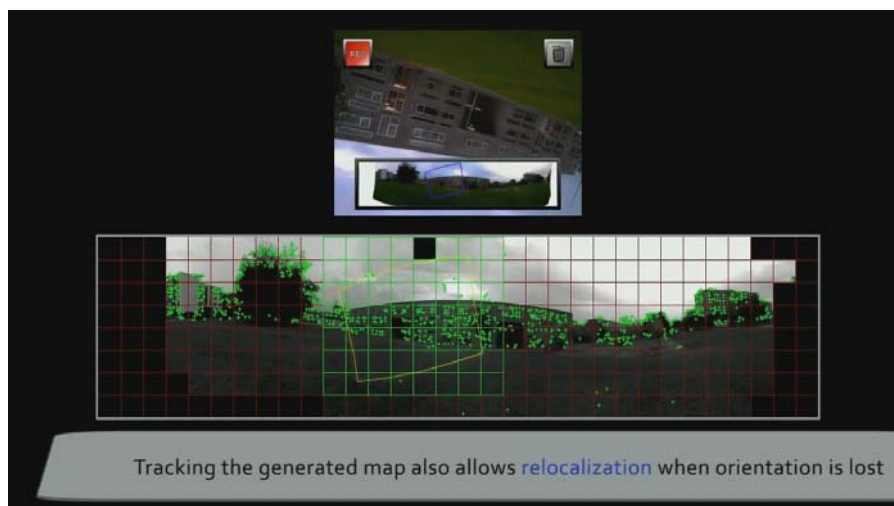 REC
Tracking the generated map also allows relocalization when orientation is lost